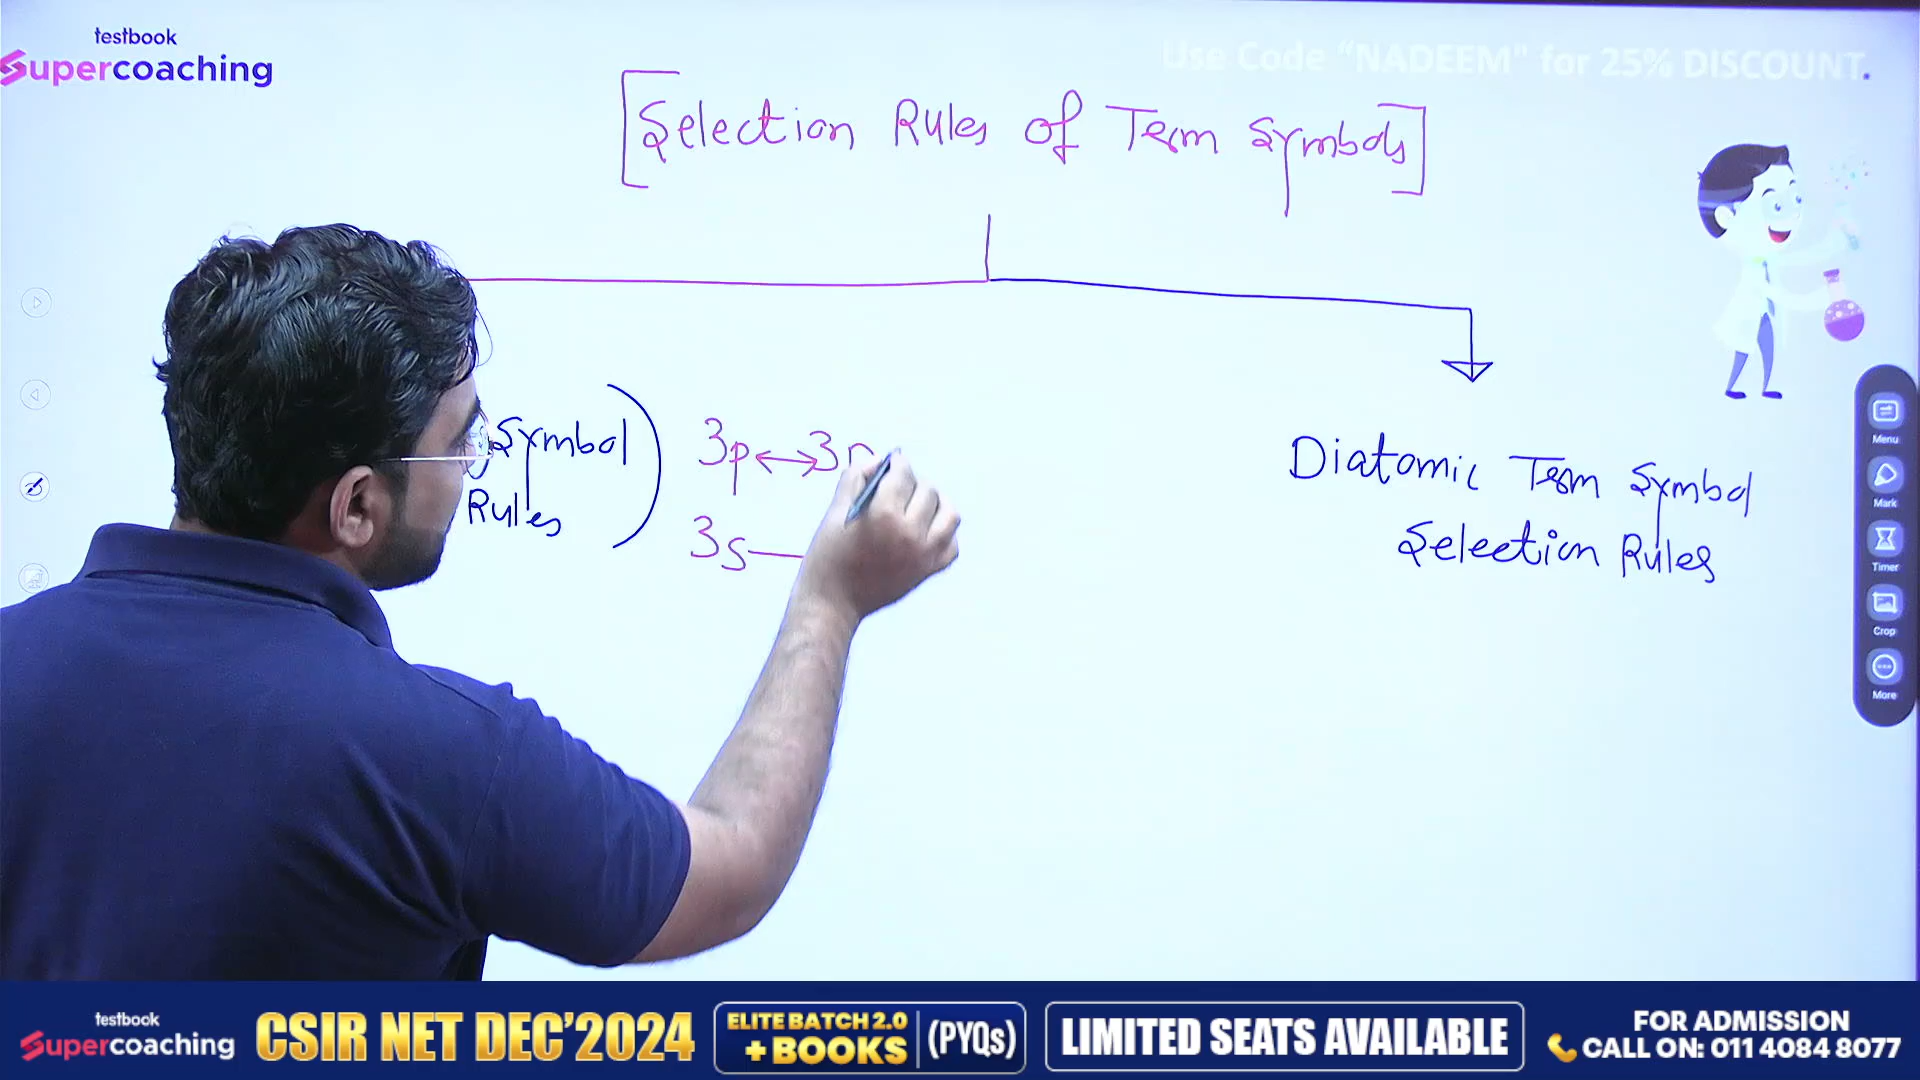 testbook
Supercoaching
Use Code "NADEEM" for 25% DISCOUNT.
[Selection Rules of Term Symbols]
Symbol
Rules
3p ↔ 3p
3s —
Diatomic Term Symbol
Selection Rules
Menu
Mark
Timer
Crop
More
testbook
Supercoaching
CSIR NET DEC'2024
ELITE BATCH 2.0
+ BOOKS
(PYQs)
LIMITED SEATS AVAILABLE
FOR ADMISSION
CALL ON: 011 4084 8077